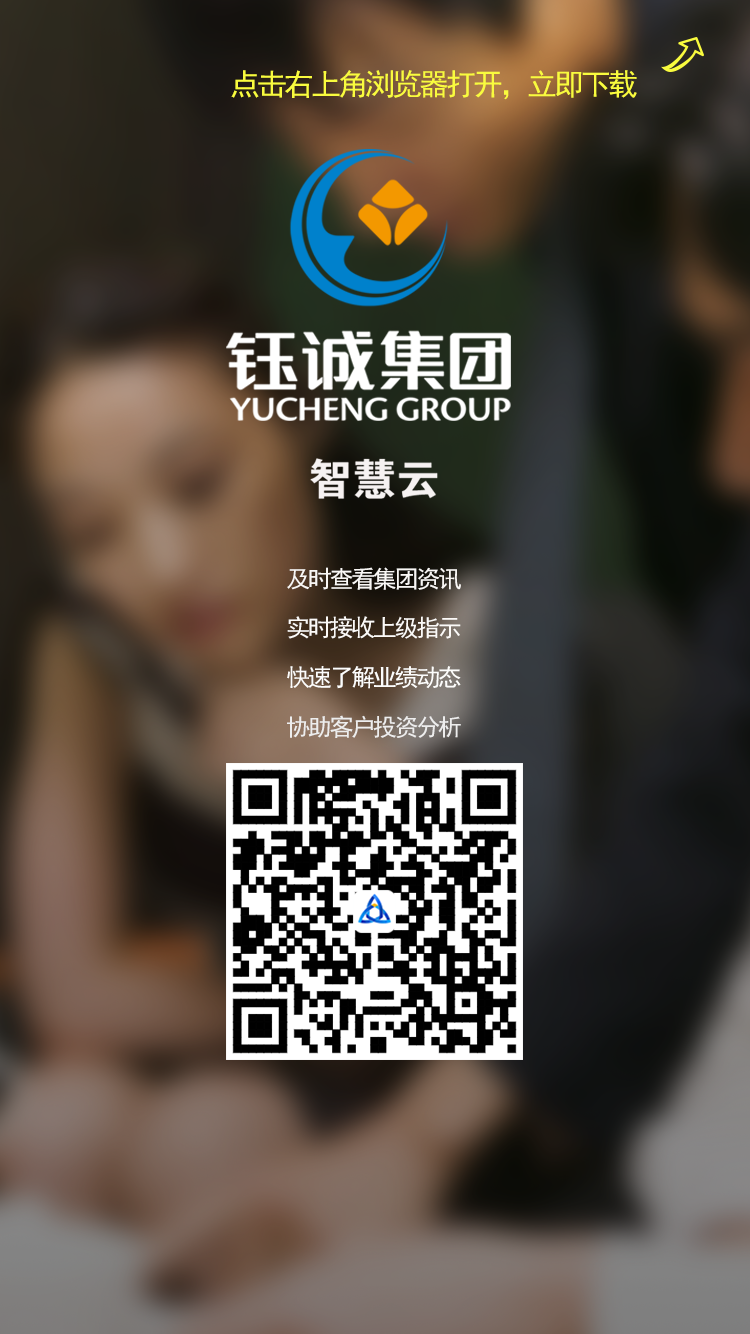 点击右上角浏览器打开，立即下载
钰诚集团
YUCHENG GROUP
智慧云
及时查看集团资讯
实时接收上级指示
快速了解业绩动态
协助客户投资分析